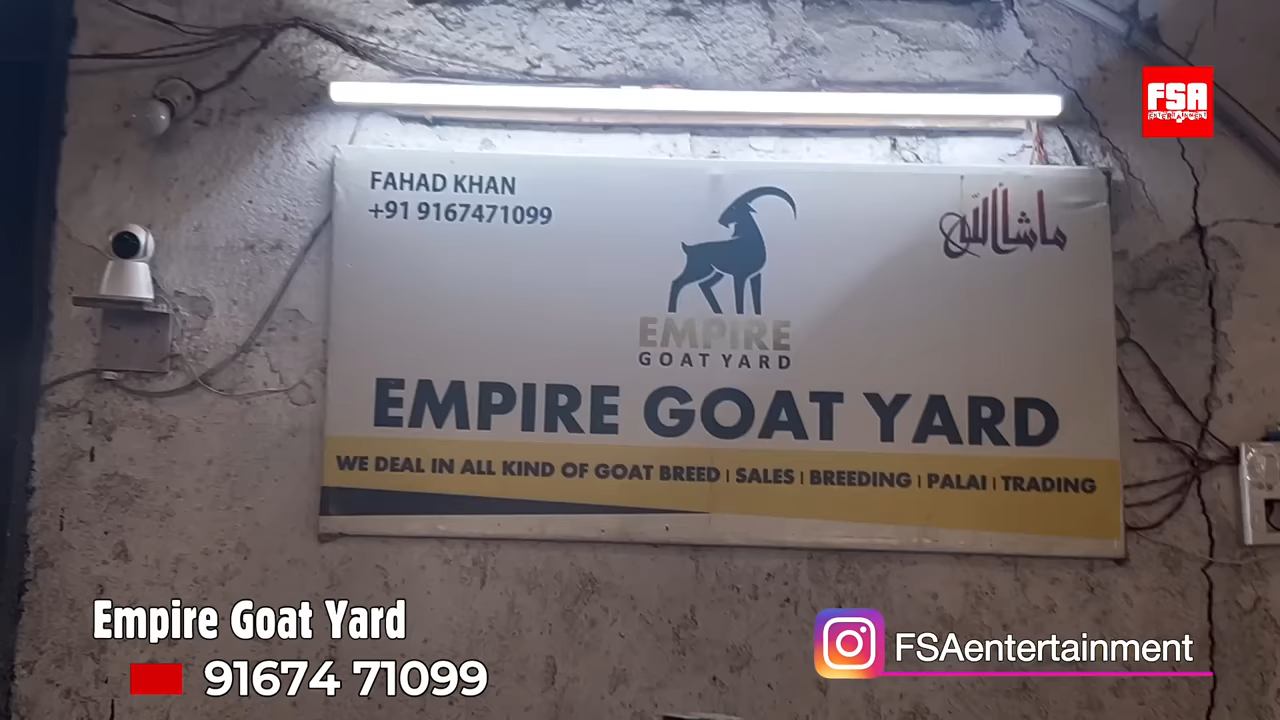 FSA
ENTERTAINMENT
FAHAD KHAN
+91 9167471099
ماشاءالله
EMPIRE
GOAT YARD
EMPIRE GOAT YARD
WE DEAL IN ALL KIND OF GOAT BREED | SALES | BREEDING | PALAI | TRADING
Empire Goat Yard
91674 71099
FSAentertainment